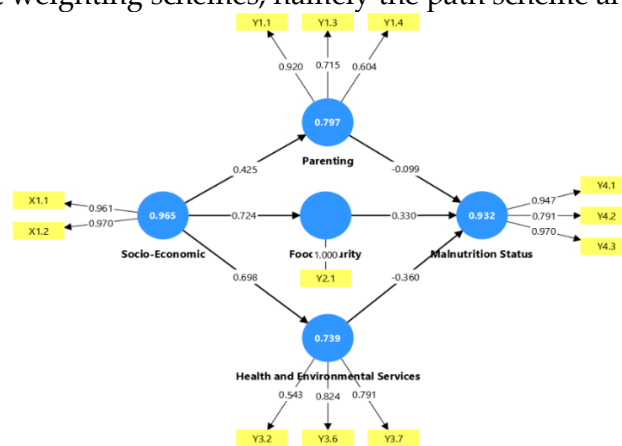 weighting schemes, namely the path scheme
Y1.1 Y1.3 Y1.4
0.920 0.715 0.604
0.797
Parenting
0.425 -0.099
X1.1 0.961
X1.2 0.970
0.965
Socio-Economic
0.724
0.330
0.932
Malnutrition Status
0.947 Y4.1
0.791 Y4.2
0.970 Y4.3
1.000
Y2.1
0.698 -0.360
0.739
Health and Environmental Services
0.543 0.824 0.791
Y3.2 Y3.6 Y3.7